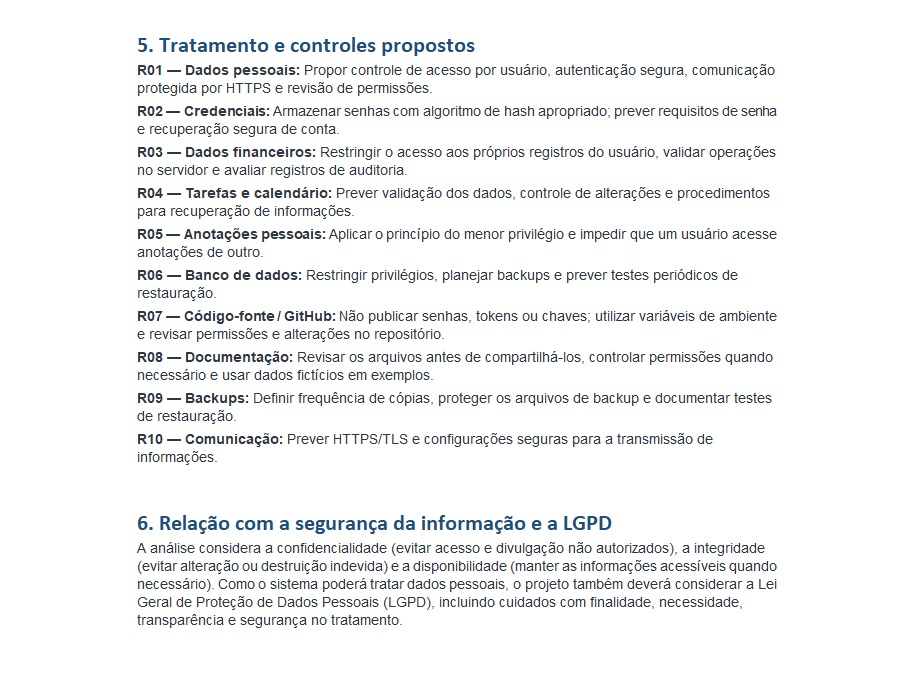 5. Tratamento e controles propostos
R01 — Dados pessoais: Propor controle de acesso por usuário, autenticação segura, comunicação
protegida por HTTPS e revisão de permissões.
R02 — Credenciais: Armazenar senhas com algoritmo de hash apropriado; prever requisitos de senha
e recuperação segura de conta.
R03 — Dados financeiros: Restringir o acesso aos próprios registros do usuário, validar operações
no servidor e avaliar registros de auditoria.
R04 — Tarefas e calendário: Prever validação dos dados, controle de alterações e procedimentos
para recuperação de informações.
R05 — Anotações pessoais: Aplicar o princípio do menor privilégio e impedir que um usuário acesse
anotações de outro.
R06 — Banco de dados: Restringir privilégios, planejar backups e prever testes periódicos de
restauração.
R07 — Código-fonte / GitHub: Não publicar senhas, tokens ou chaves; utilizar variáveis de ambiente
e revisar permissões e alterações no repositório.
R08 — Documentação: Revisar os arquivos antes de compartilhá-los, controlar permissões quando
necessário e usar dados fictícios em exemplos.
R09 — Backups: Definir frequência de cópias, proteger os arquivos de backup e documentar testes
de restauração.
R10 — Comunicação: Prever HTTPS/TLS e configurações seguras para a transmissão de
informações.
6. Relação com a segurança da informação e a LGPD
A análise considera a confidencialidade (evitar acesso e divulgação não autorizados), a integridade
(evitar alteração ou destruição indevida) e a disponibilidade (manter as informações acessíveis quando
necessário). Como o sistema poderá tratar dados pessoais, o projeto também deverá considerar a Lei
Geral de Proteção de Dados Pessoais (LGPD), incluindo cuidados com finalidade, necessidade,
transparência e segurança no tratamento.